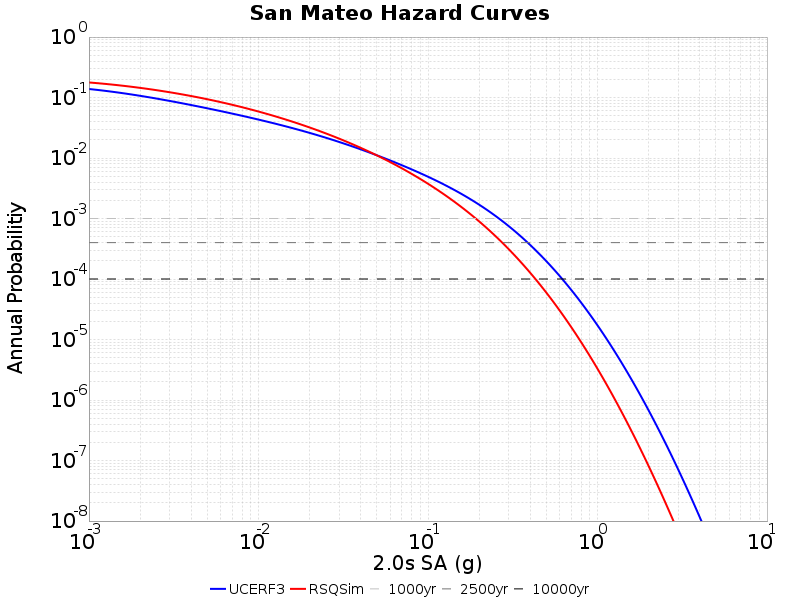 San Mateo Hazard Curves
Annual Probabilitiy
10^0
10^-1
10^-2
10^-3
10^-4
10^-5
10^-6
10^-7
10^-8
10^-3 10^-2 10^-1 10^0 10^1
2.0s SA (g)
UCERF3 RSQSim 1000yr 2500yr 10000yr